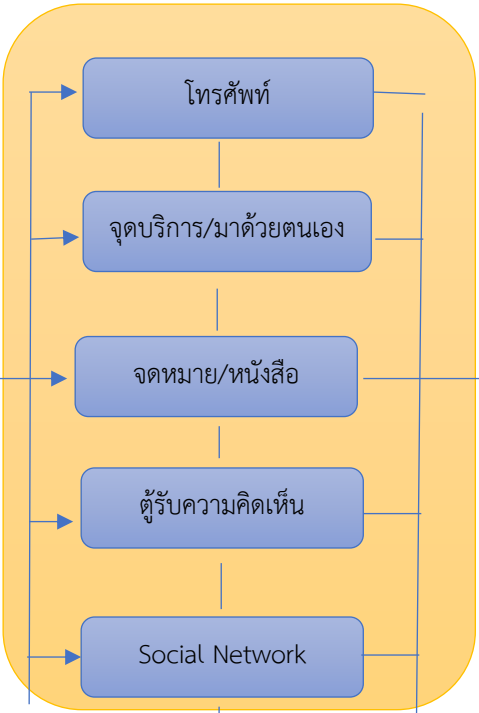 โทรศัพท์
จุดบริการ/มาด้วยตนเอง
จดหมาย/หนังสือ
ตู้รับความคิดเห็น
Social Network